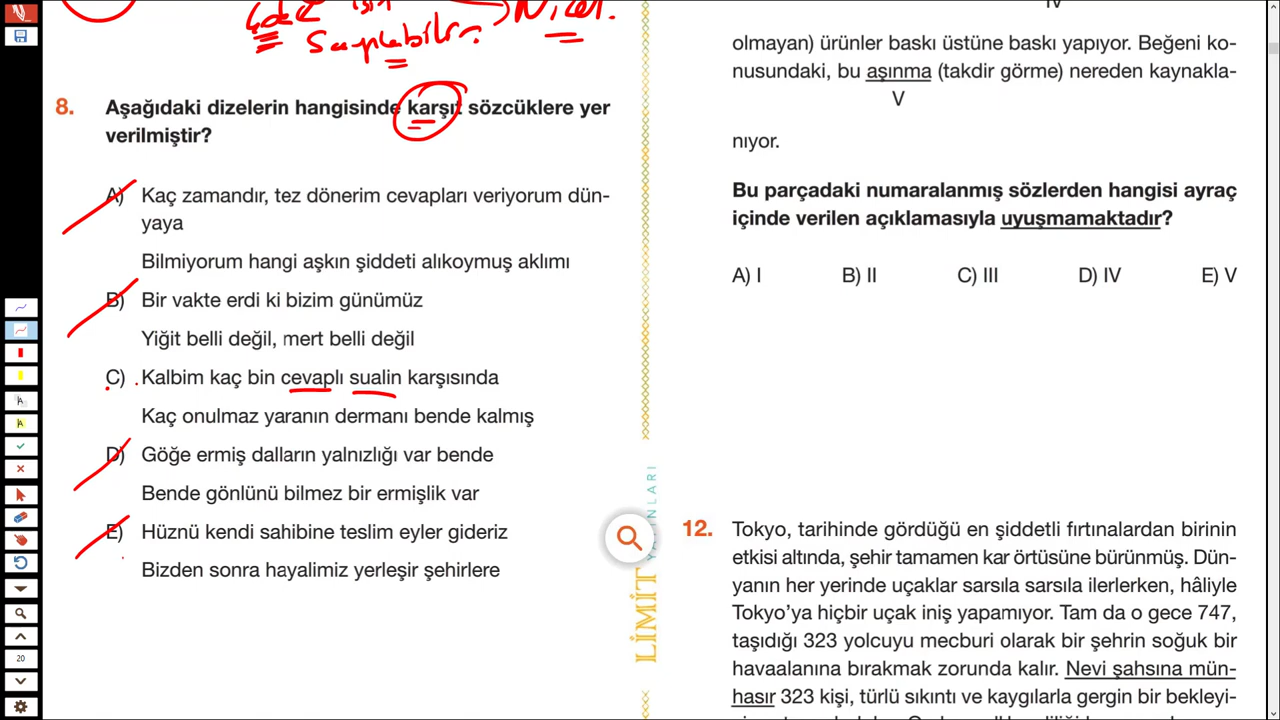 işin
Nicel.
Sayılabilir.
8. Aşağıdaki dizelerin hangisinde karşıt sözcüklere yer
verilmiştir?
A) Kaç zamandır, tez dönerim cevapları veriyorum dün-
yaya
Bilmiyorum hangi aşkın şiddeti alıkoymuş aklımı
B) Bir vakte erdi ki bizim günümüz
Yiğit belli değil, mert belli değil
C) Kalbim kaç bin cevaplı sualin karşısında
Kaç onulmaz yaranın dermanı bende kalmış
D) Göğe ermiş dalların yalnızlığı var bende
Bende gönlünü bilmez bir ermişlik var
E) Hüznü kendi sahibine teslim eyler gideriz
Bizden sonra hayalimiz yerleşir şehirlere
LİMİT YAYINLARI
IV
olmayan) ürünler baskı üstüne baskı yapıyor. Beğeni ko-
nusundaki, bu aşınma (takdir görme) nereden kaynakla-
V
nıyor.
Bu parçadaki numaralanmış sözlerden hangisi ayraç
içinde verilen açıklamasıyla uyuşmamaktadır?
A) I B) II C) III D) IV E) V
12. Tokyo, tarihinde gördüğü en şiddetli fırtınalardan birinin
etkisi altında, şehir tamamen kar örtüsüne bürünmüş. Dün-
yanın her yerinde uçaklar sarsıla sarsıla ilerlerken, hâliyle
Tokyo'ya hiçbir uçak iniş yapamıyor. Tam da o gece 747,
taşıdığı 323 yolcuyu mecburi olarak bir şehrin soğuk bir
havaalanına bırakmak zorunda kalır. Nevi şahsına mün-
hasır 323 kişi, türlü sıkıntı ve kaygılarla gergin bir bekleyi-
20